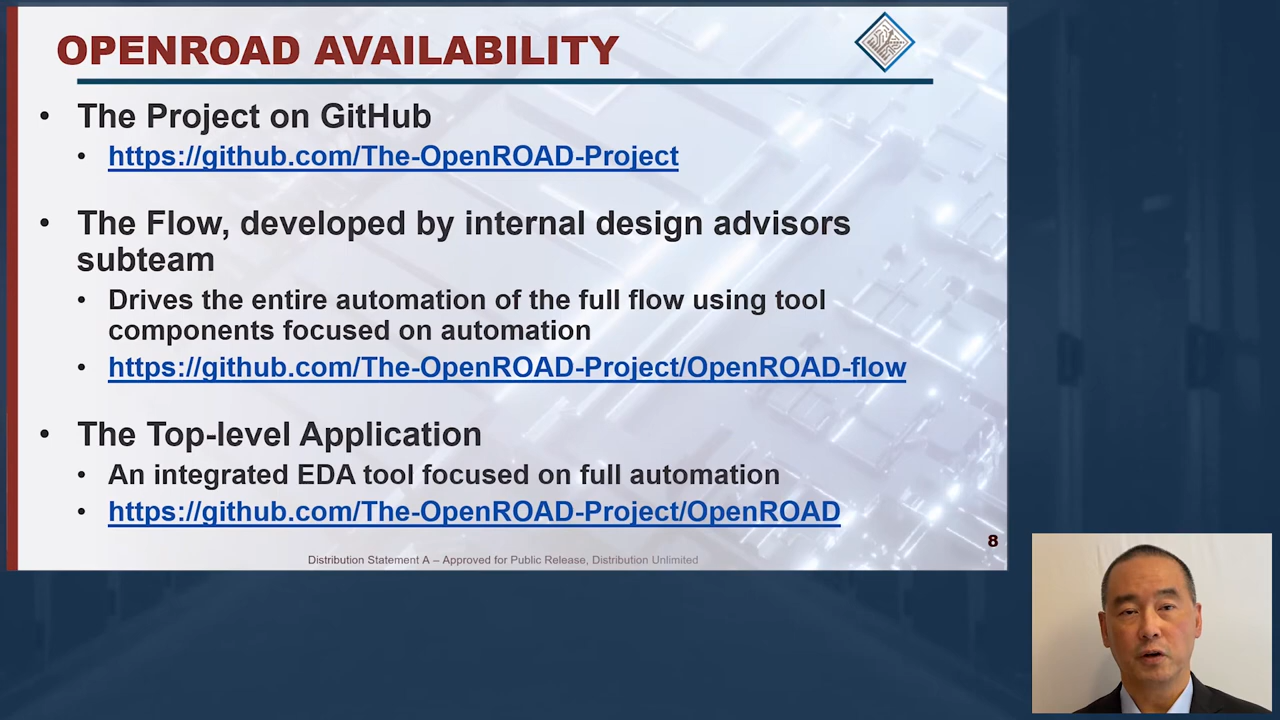 OPENROAD AVAILABILITY
• The Project on GitHub
• https://github.com/The-OpenROAD-Project
• The Flow, developed by internal design advisors
subteam
• Drives the entire automation of the full flow using tool
components focused on automation
• https://github.com/The-OpenROAD-Project/OpenROAD-flow
• The Top-level Application
• An integrated EDA tool focused on full automation
• https://github.com/The-OpenROAD-Project/OpenROAD
8
Distribution Statement A – Approved for Public Release, Distribution Unlimited